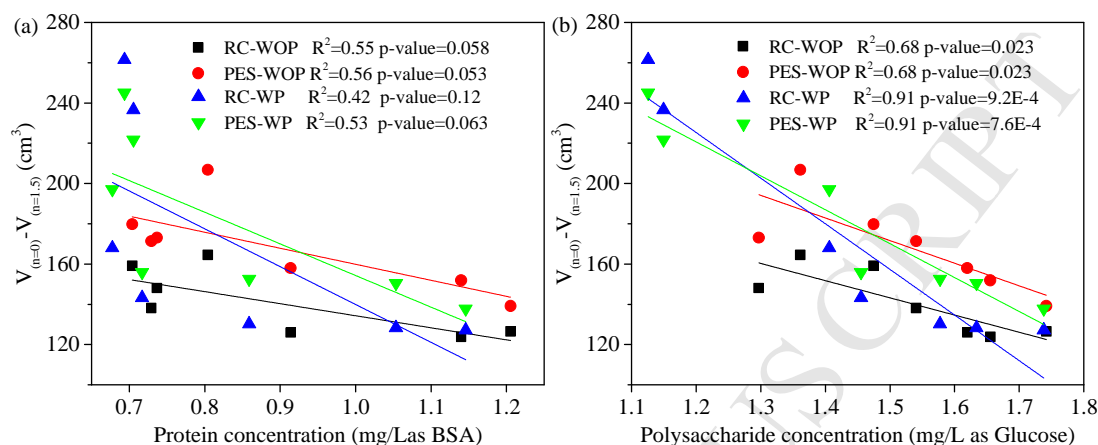 (a)
280
240
200
160
120
V(n=0)-V(n=1.5) (cm³)
RC-WOP R²=0.55 p-value=0.058
PES-WOP R²=0.56 p-value=0.053
RC-WP R²=0.42 p-value=0.12
PES-WP R²=0.53 p-value=0.063
0.7 0.8 0.9 1.0 1.1 1.2
Protein concentration (mg/Las BSA)
(b)
280
240
200
160
120
V(n=0)-V(n=1.5) (cm³)
RC-WOP R²=0.68 p-value=0.023
PES-WOP R²=0.68 p-value=0.023
RC-WP R²=0.91 p-value=9.2E-4
PES-WP R²=0.91 p-value=7.6E-4
1.1 1.2 1.3 1.4 1.5 1.6 1.7 1.8
Polysaccharide concentration (mg/L as Glucose)
USCRIPT